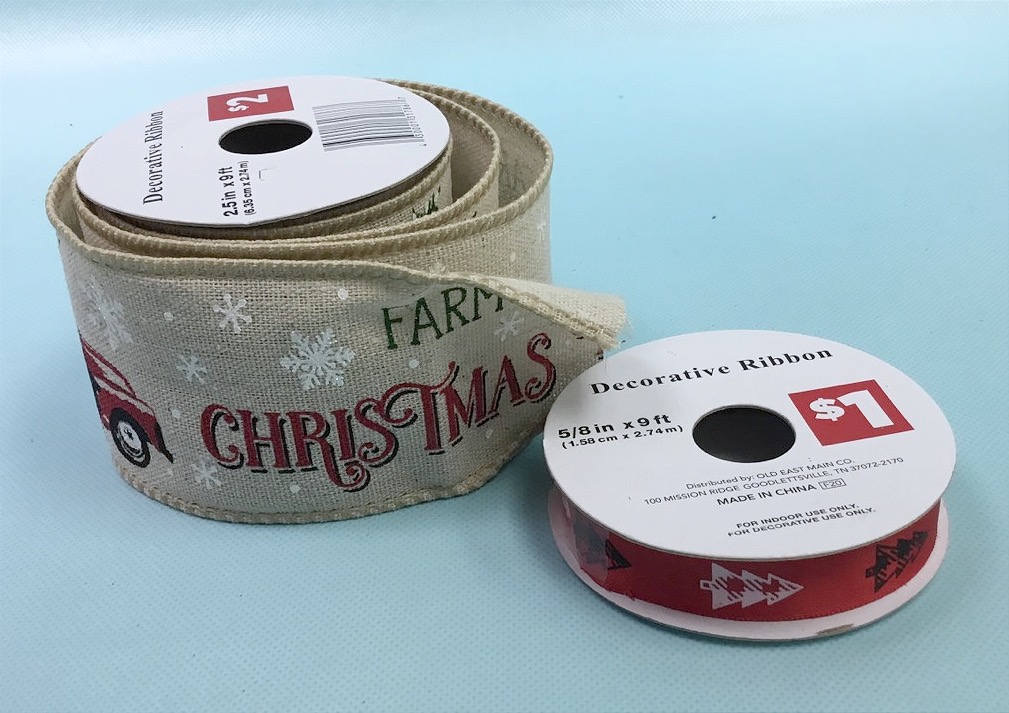 Decorative Ribbon
$2
2.5 in x 9 ft
(6.35 cm x 2.74 m)
FARM
CHRISTMAS
Decorative Ribbon
$1
5/8 in x 9 ft
(1.58 cm x 2.74 m)
Distributed by: OLD EAST MAIN CO.
100 MISSION RIDGE GOODLETTSVILLE, TN 37072-2170
MADE IN CHINA F20
FOR INDOOR USE ONLY.
FOR DECORATIVE USE ONLY.